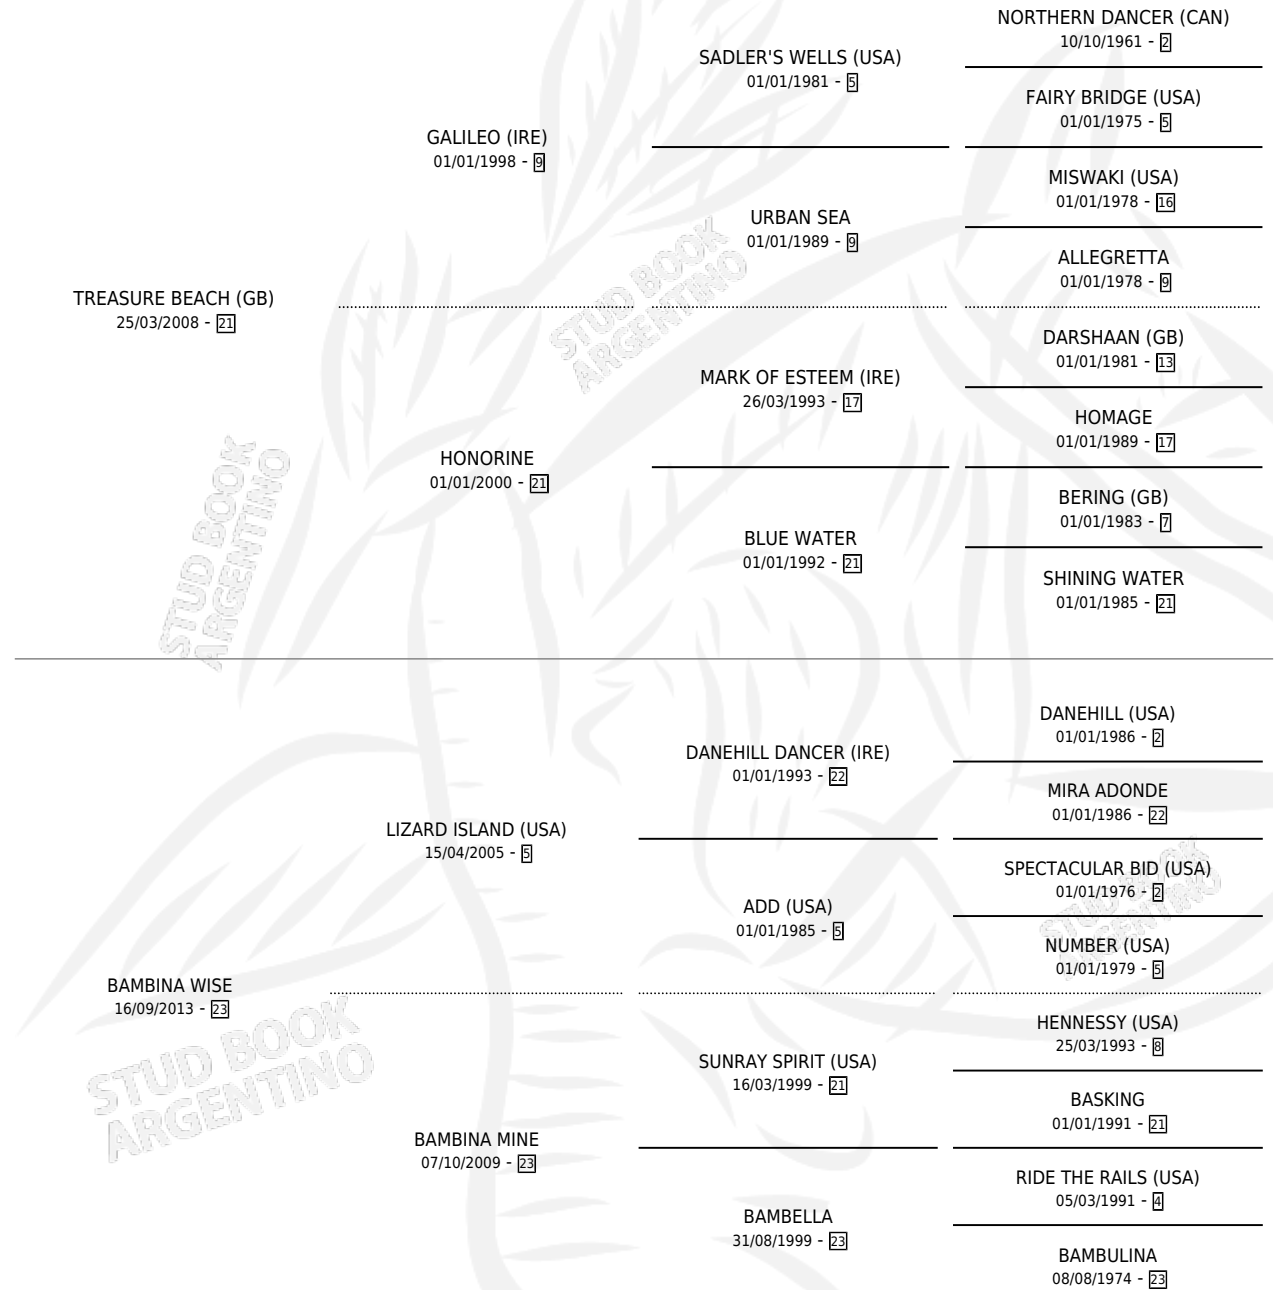 NORTHERN DANCER (CAN)
10/10/1961 - 2
SADLER'S WELLS (USA)
01/01/1981 - 5
FAIRY BRIDGE (USA)
01/01/1975 - 5
GALILEO (IRE)
01/01/1998 - 9
MISWAKI (USA)
01/01/1978 - 16
URBAN SEA
01/01/1989 - 9
ALLEGRETTA
01/01/1978 - 9
TREASURE BEACH (GB)
25/03/2008 - 21
STUD BOOK
ARGENTINO
DARSHAAN (GB)
01/01/1981 - 13
MARK OF ESTEEM (IRE)
26/03/1993 - 17
HOMAGE
01/01/1989 - 17
HONORINE
01/01/2000 - 21
BERING (GB)
01/01/1983 - 7
BLUE WATER
01/01/1992 - 21
SHINING WATER
01/01/1985 - 21
STUD BOOK
ARGENTINO
DANEHILL (USA)
01/01/1986 - 2
DANEHILL DANCER (IRE)
01/01/1993 - 22
MIRA ADONDE
01/01/1986 - 22
LIZARD ISLAND (USA)
15/04/2005 - 5
SPECTACULAR BID (USA)
01/01/1976 - 2
ADD (USA)
01/01/1985 - 5
NUMBER (USA)
01/01/1979 - 5
STUD BOOK
ARGENTINO
BAMBINA WISE
16/09/2013 - 23
HENNESSY (USA)
25/03/1993 - 8
SUNRAY SPIRIT (USA)
16/03/1999 - 21
BASKING
01/01/1991 - 21
STUD BOOK
ARGENTINO
BAMBINA MINE
07/10/2009 - 23
RIDE THE RAILS (USA)
05/03/1991 - 4
BAMBELLA
31/08/1999 - 23
BAMBULINA
08/08/1974 - 23